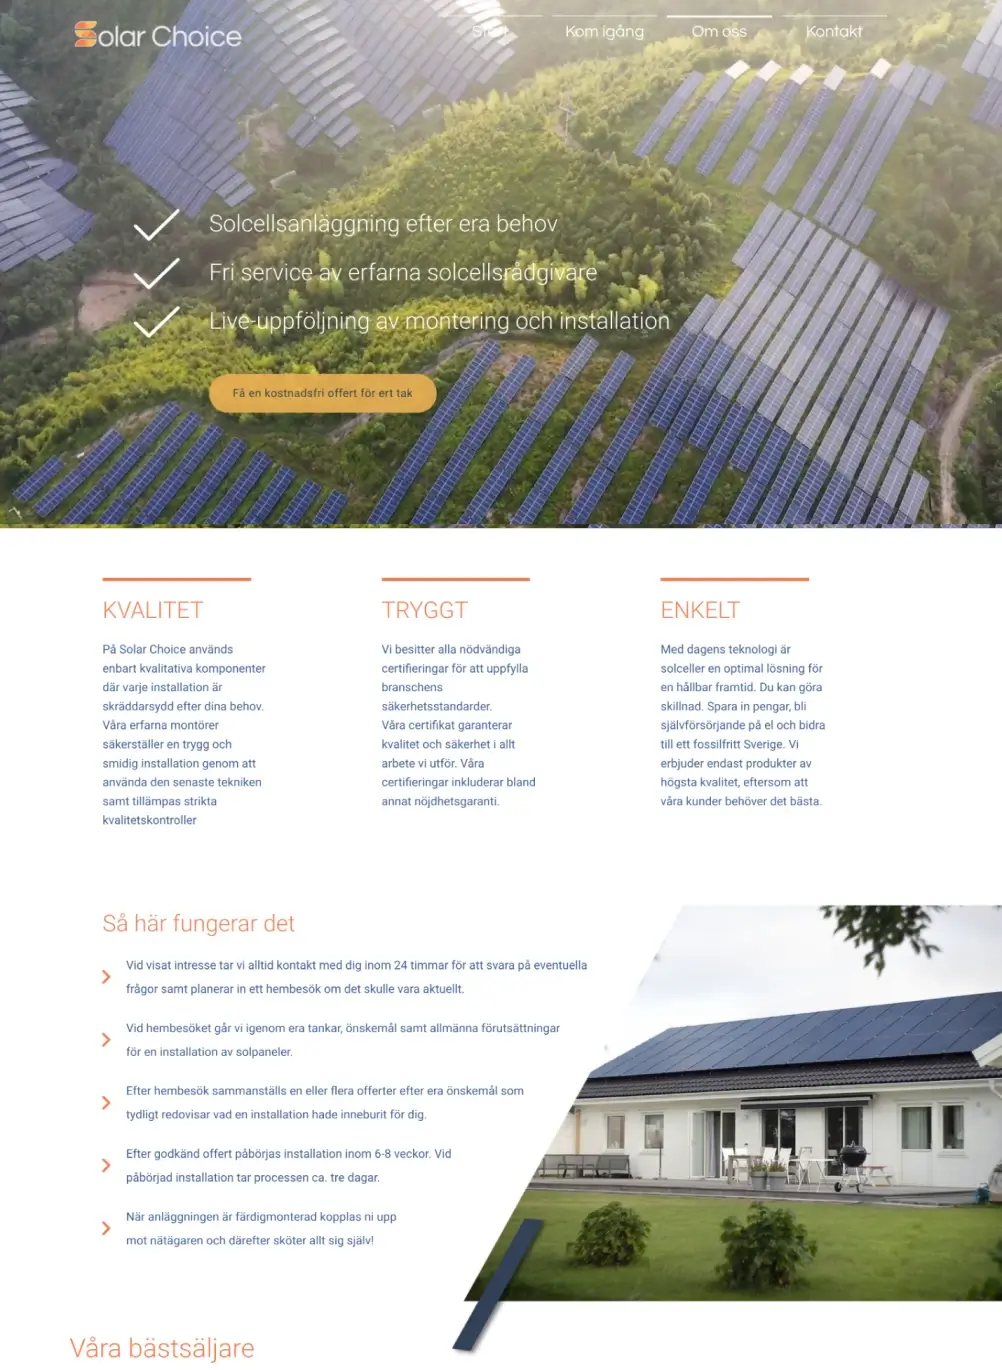 Solar Choice
Start
Kom igång
Om oss
Kontakt
Solcellsanläggning efter era behov
Fri service av erfarna solcellsrådgivare
Live-uppföljning av montering och installation
Få en kostnadsfri offert för ert tak
KVALITET
På Solar Choice används
enbart kvalitativa komponenter
där varje installation är
skräddarsydd efter dina behov.
Våra erfarna montörer
säkerställer en trygg och
smidig installation genom att
använda den senaste tekniken
samt tillämpas strikta
kvalitetskontroller
TRYGGT
Vi besitter alla nödvändiga
certifieringar för att uppfylla
branschens
säkerhetsstandarder.
Våra certifikat garanterar
kvalitet och säkerhet i allt
arbete vi utför. Våra
certifieringar inkluderar bland
annat nöjdhetsgaranti.
ENKELT
Med dagens teknologi är
solceller en optimal lösning för
en hållbar framtid. Du kan göra
skillnad. Spara in pengar, bli
självförsörjande på el och bidra
till ett fossilfritt Sverige. Vi
erbjuder endast produkter av
högsta kvalitet, eftersom att
våra kunder behöver det bästa.
Så här fungerar det
Vid visat intresse tar vi alltid kontakt med dig inom 24 timmar för att svara på eventuella
frågor samt planerar in ett hembesök om det skulle vara aktuellt.
Vid hembesöket går vi igenom era tankar, önskemål samt allmänna förutsättningar
för en installation av solpaneler.
Efter hembesök sammanställs en eller flera offerter efter era önskemål som
tydligt redovisar vad en installation hade inneburit för dig.
Efter godkänd offert påbörjas installation inom 6-8 veckor. Vid
påbörjad installation tar processen ca. tre dagar.
När anläggningen är färdigmonterad kopplas ni upp
mot nätägaren och därefter sköter allt sig själv!
Våra bästsäljare